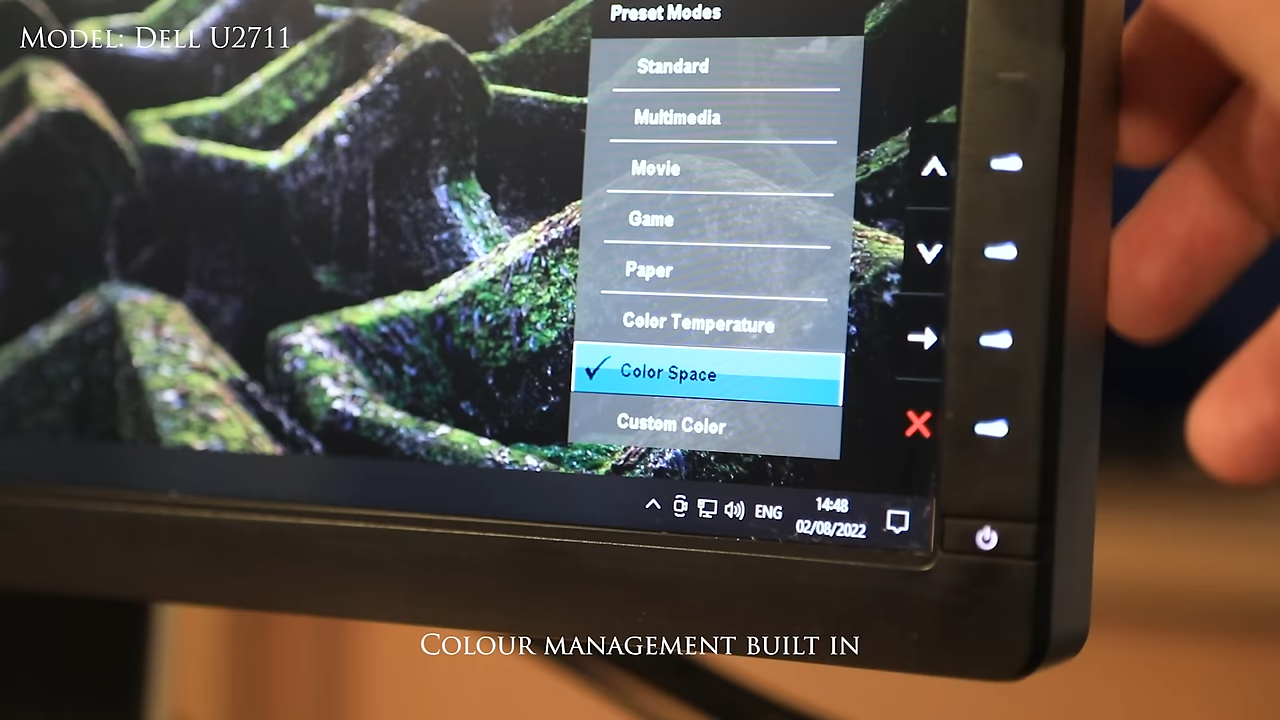 Model: Dell U2711
Preset Modes
Standard
Multimedia
Movie
Game
Paper
Color Temperature
Color Space
Custom Color
ENG
14:48
02/08/2022
Colour management built in